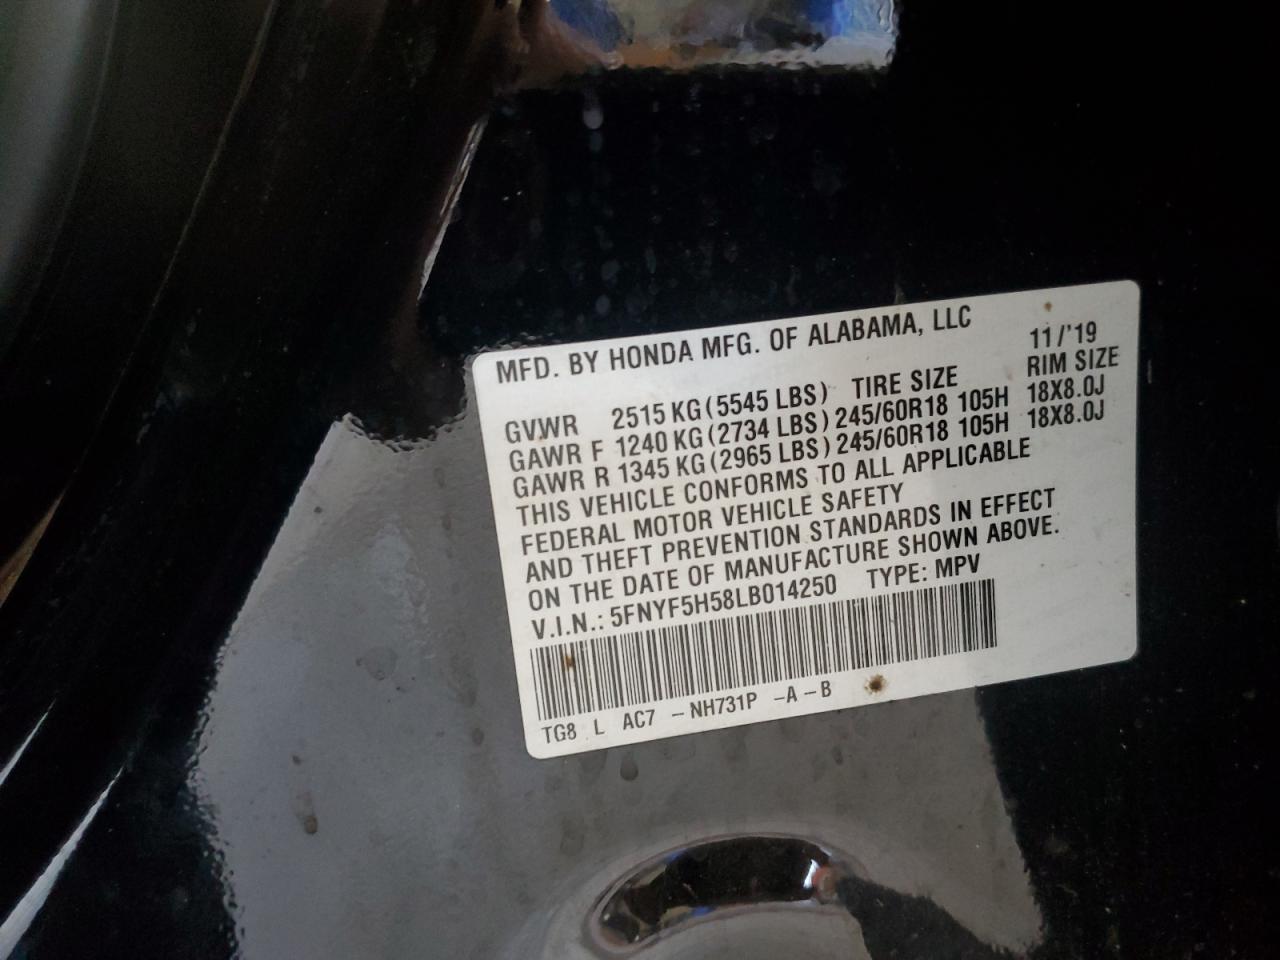 MFD. BY HONDA MFG. OF ALABAMA, LLC
11/'19
GVWR 2515 KG (5545 LBS) TIRE SIZE RIM SIZE
GAWR F 1240 KG (2734 LBS) 245/60R18 105H 18X8.0J
GAWR R 1345 KG (2965 LBS) 245/60R18 105H 18X8.0J
THIS VEHICLE CONFORMS TO ALL APPLICABLE
FEDERAL MOTOR VEHICLE SAFETY
AND THEFT PREVENTION STANDARDS IN EFFECT
ON THE DATE OF MANUFACTURE SHOWN ABOVE.
V.I.N.: 5FNYF5H58LB014250 TYPE: MPV
TG8 L AC7 - NH731P - A - B